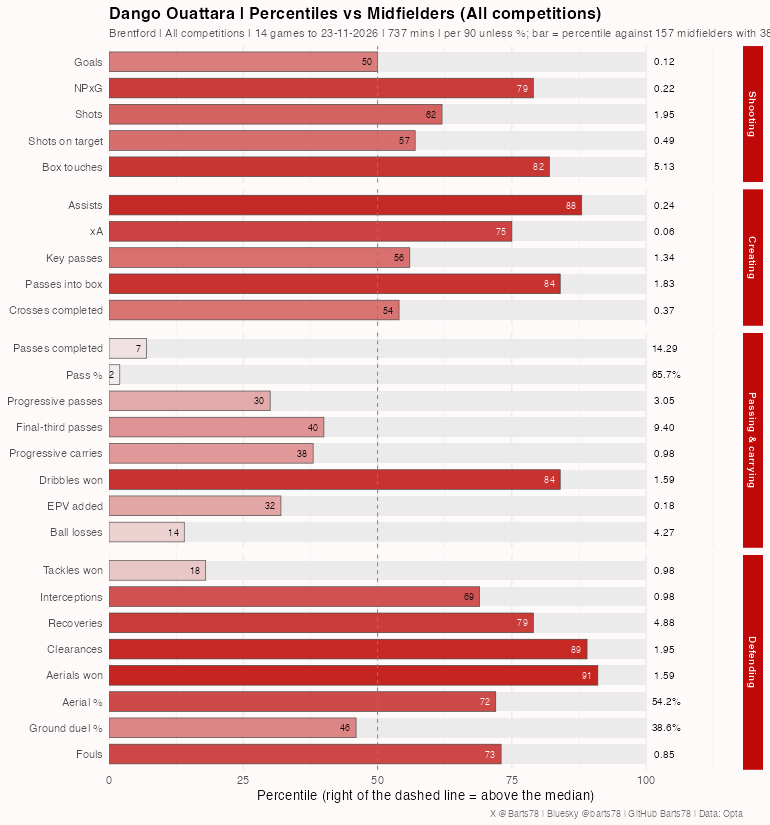 Dango Ouattara | Percentiles vs Midfielders (All competitions)
Brentford | All competitions | 14 games to 23-11-2026 | 737 mins | per 90 unless %; bar = percentile against 157 midfielders with 38
Goals 50 0.12
NPxG 79 0.22
Shots 62 1.95
Shots on target 57 0.49
Box touches 82 5.13
Shooting
Assists 88 0.24
xA 75 0.06
Key passes 56 1.34
Passes into box 84 1.83
Crosses completed 54 0.37
Creating
Passes completed 7 14.29
Pass % 2 65.7%
Progressive passes 30 3.05
Final-third passes 40 9.40
Progressive carries 38 0.98
Dribbles won 84 1.59
EPV added 32 0.18
Ball losses 14 4.27
Passing & carrying
Tackles won 18 0.98
Interceptions 69 0.98
Recoveries 79 4.88
Clearances 89 1.95
Aerials won 91 1.59
Aerial % 72 54.2%
Ground duel % 46 38.6%
Fouls 73 0.85
Defending
0 25 50 75 100
Percentile (right of the dashed line = above the median)
X @Barts78 | Bluesky @barts78 | GitHub Barts78 | Data: Opta